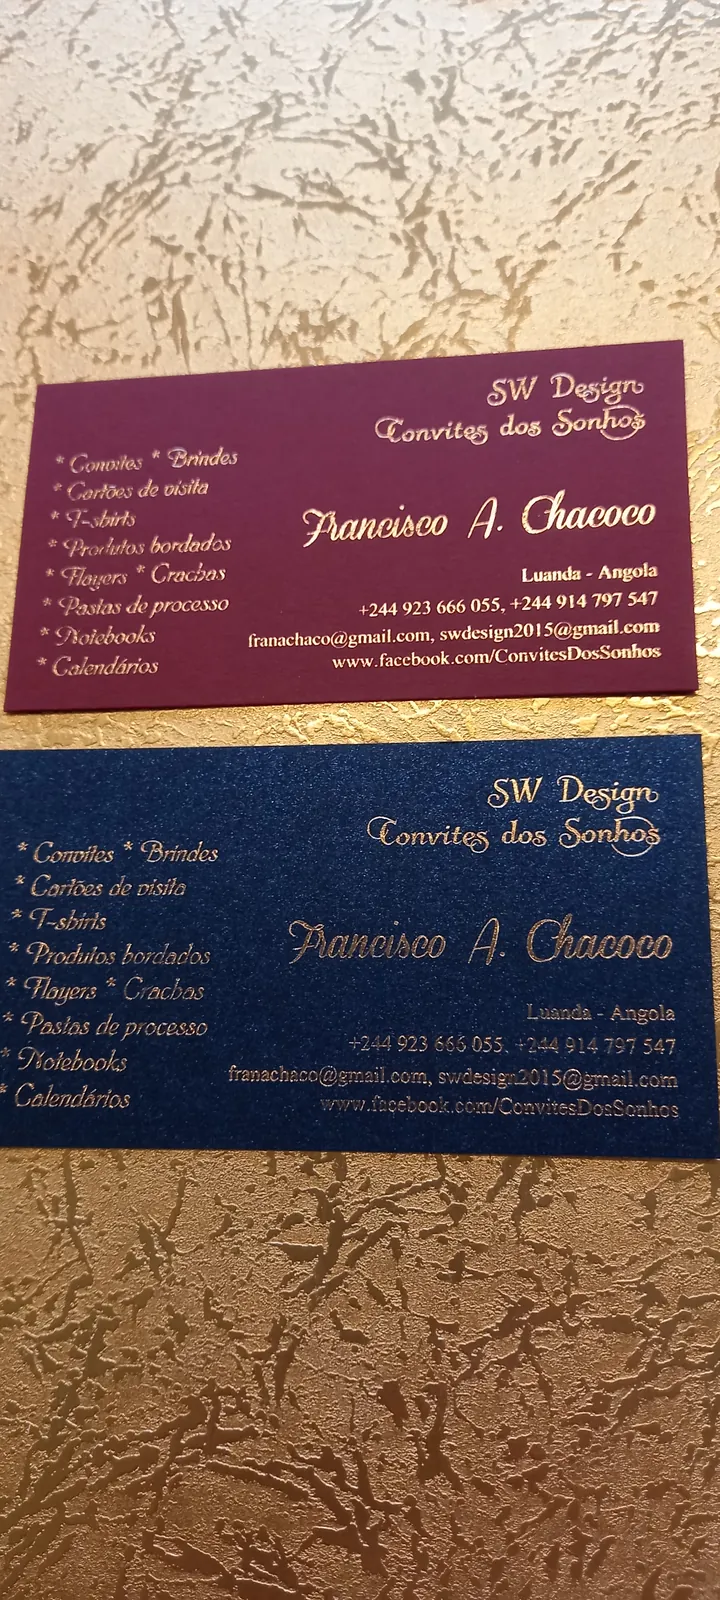 SW Design
Convites dos Sonhos
* Convites * Brindes
* Cartões de visita
* T-shirts
* Produtos bordados
* Flayers * Crachas
* Pastas de processo
* Notebooks
* Calendários
Francisco A. Chacoco
Luanda - Angola
+244 923 666 055, +244 914 797 547
franachaco@gmail.com, swdesign2015@gmail.com
www.facebook.com/ConvitesDosSonhos
SW Design
Convites dos Sonhos
* Convites * Brindes
* Cartões de visita
* T-shirts
* Produtos bordados
* Flayers * Crachas
* Pastas de processo
* Notebooks
* Calendários
Francisco A. Chacoco
Luanda - Angola
+244 923 666 055, +244 914 797 547
franachaco@gmail.com, swdesign2015@gmail.com
www.facebook.com/ConvitesDosSonhos